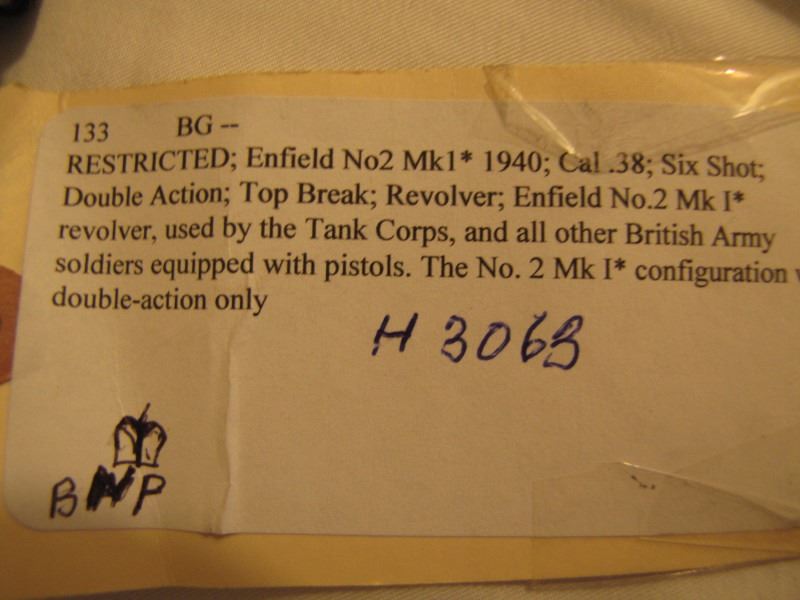 133 BG --
RESTRICTED; Enfield No2 Mk1* 1940; Cal .38; Six Shot;
Double Action; Top Break; Revolver; Enfield No.2 Mk I*
revolver, used by the Tank Corps, and all other British Army
soldiers equipped with pistols. The No. 2 Mk I* configuration
double-action only
H 3063
BNP